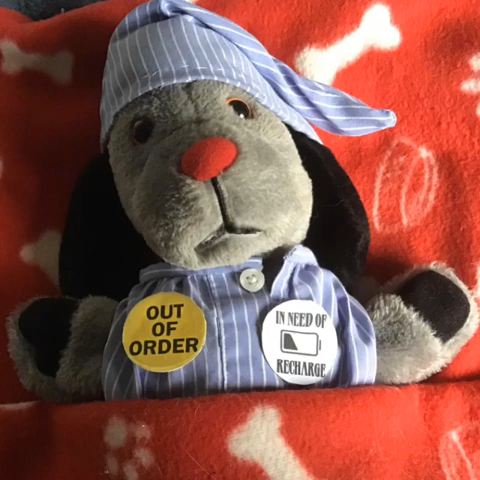 OUT
OF
ORDER
IN NEED OF
RECHARGE